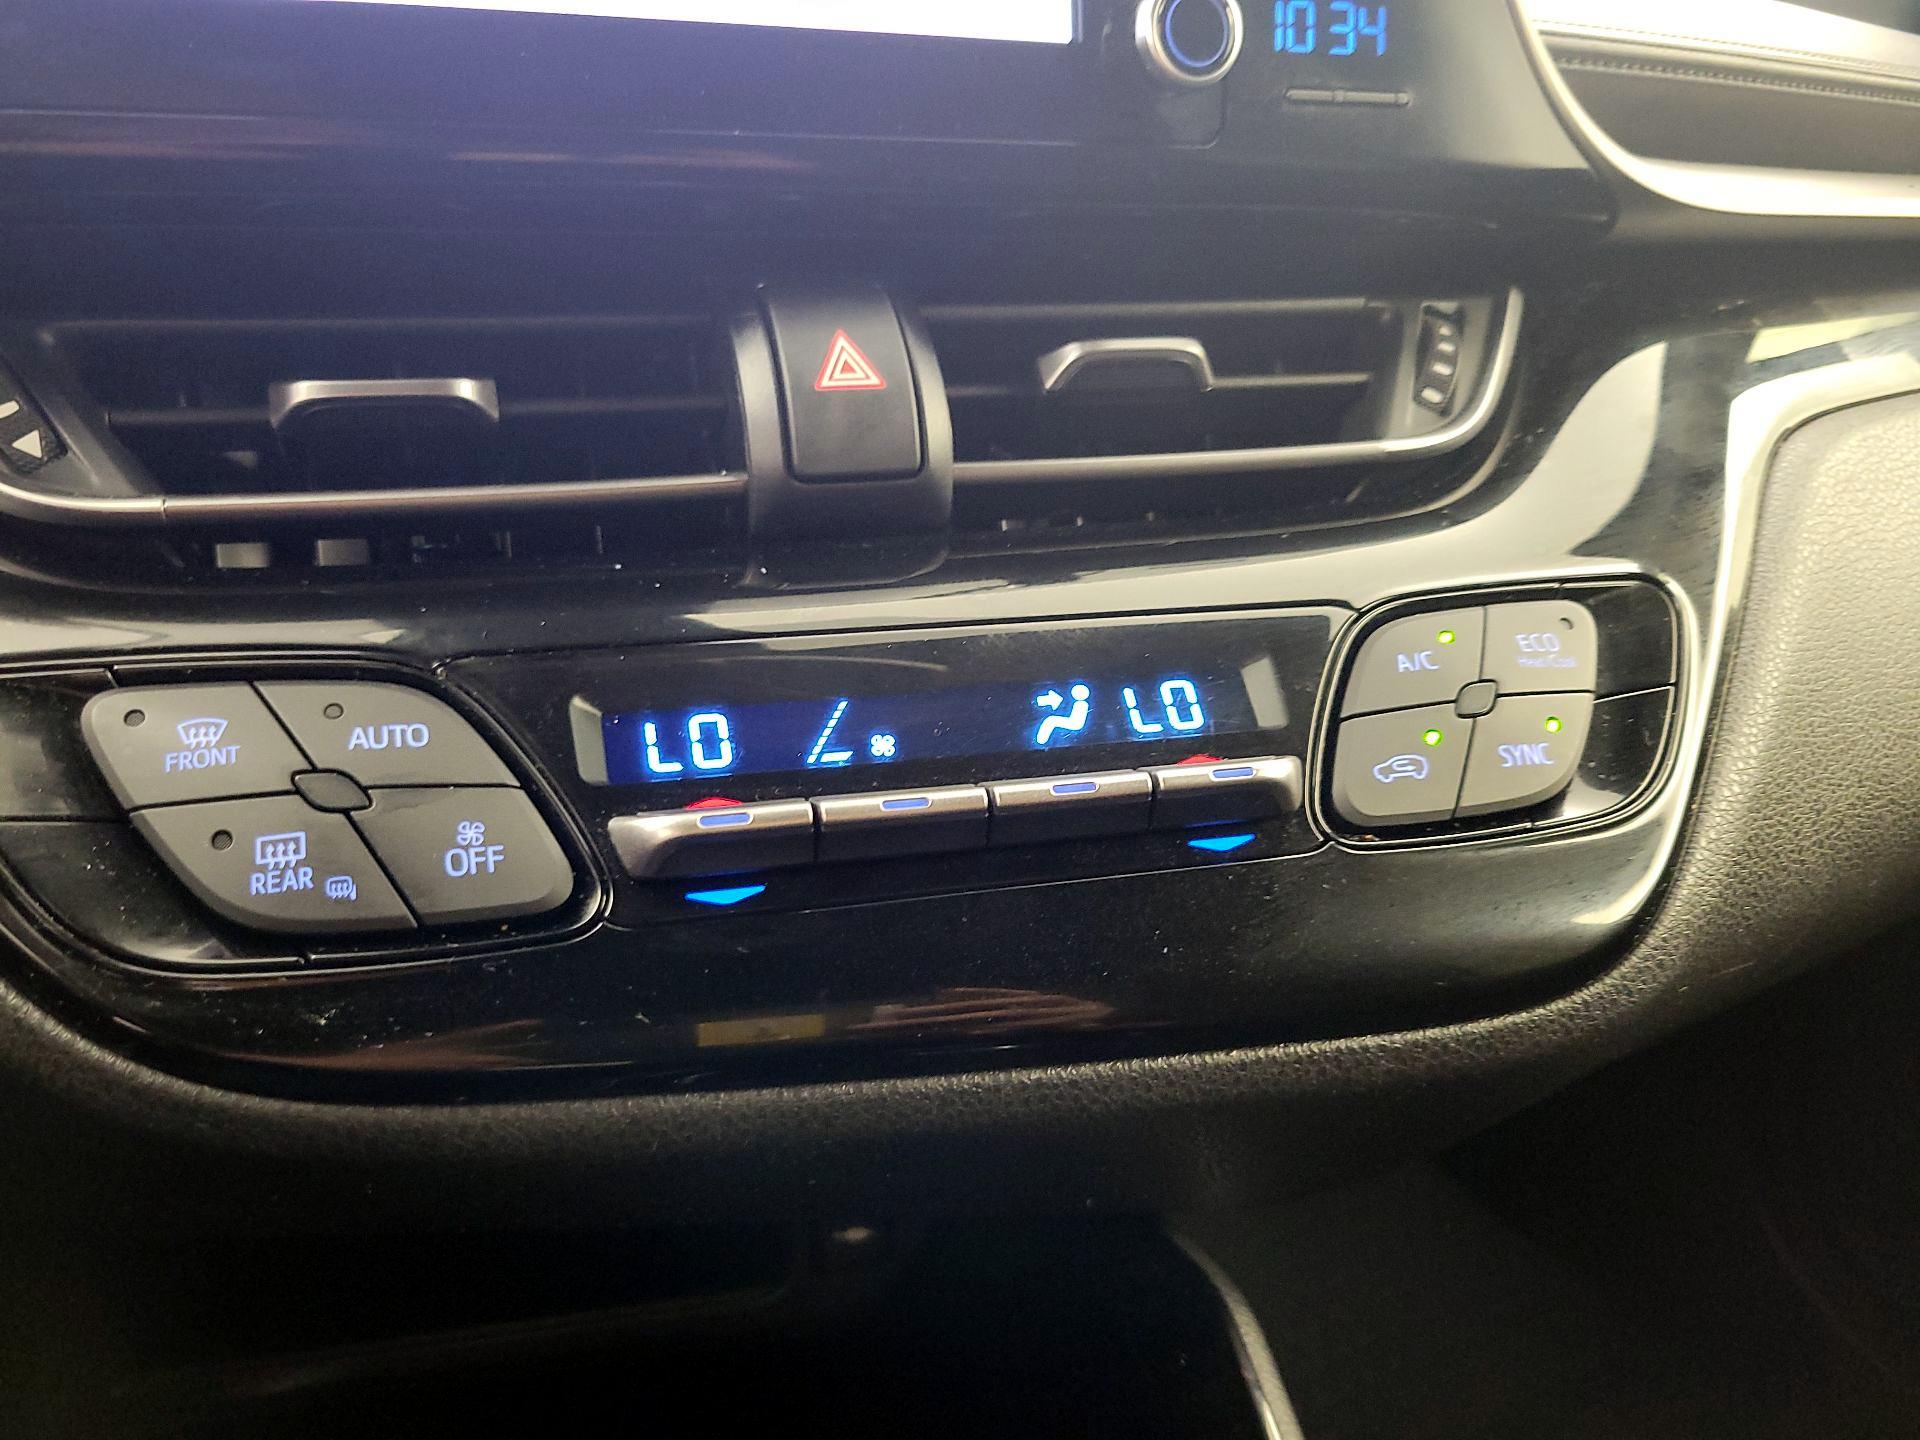 10 34
LO LO
A/C
ECO
Heat/Cool
FRONT
AUTO
SYNC
REAR
OFF